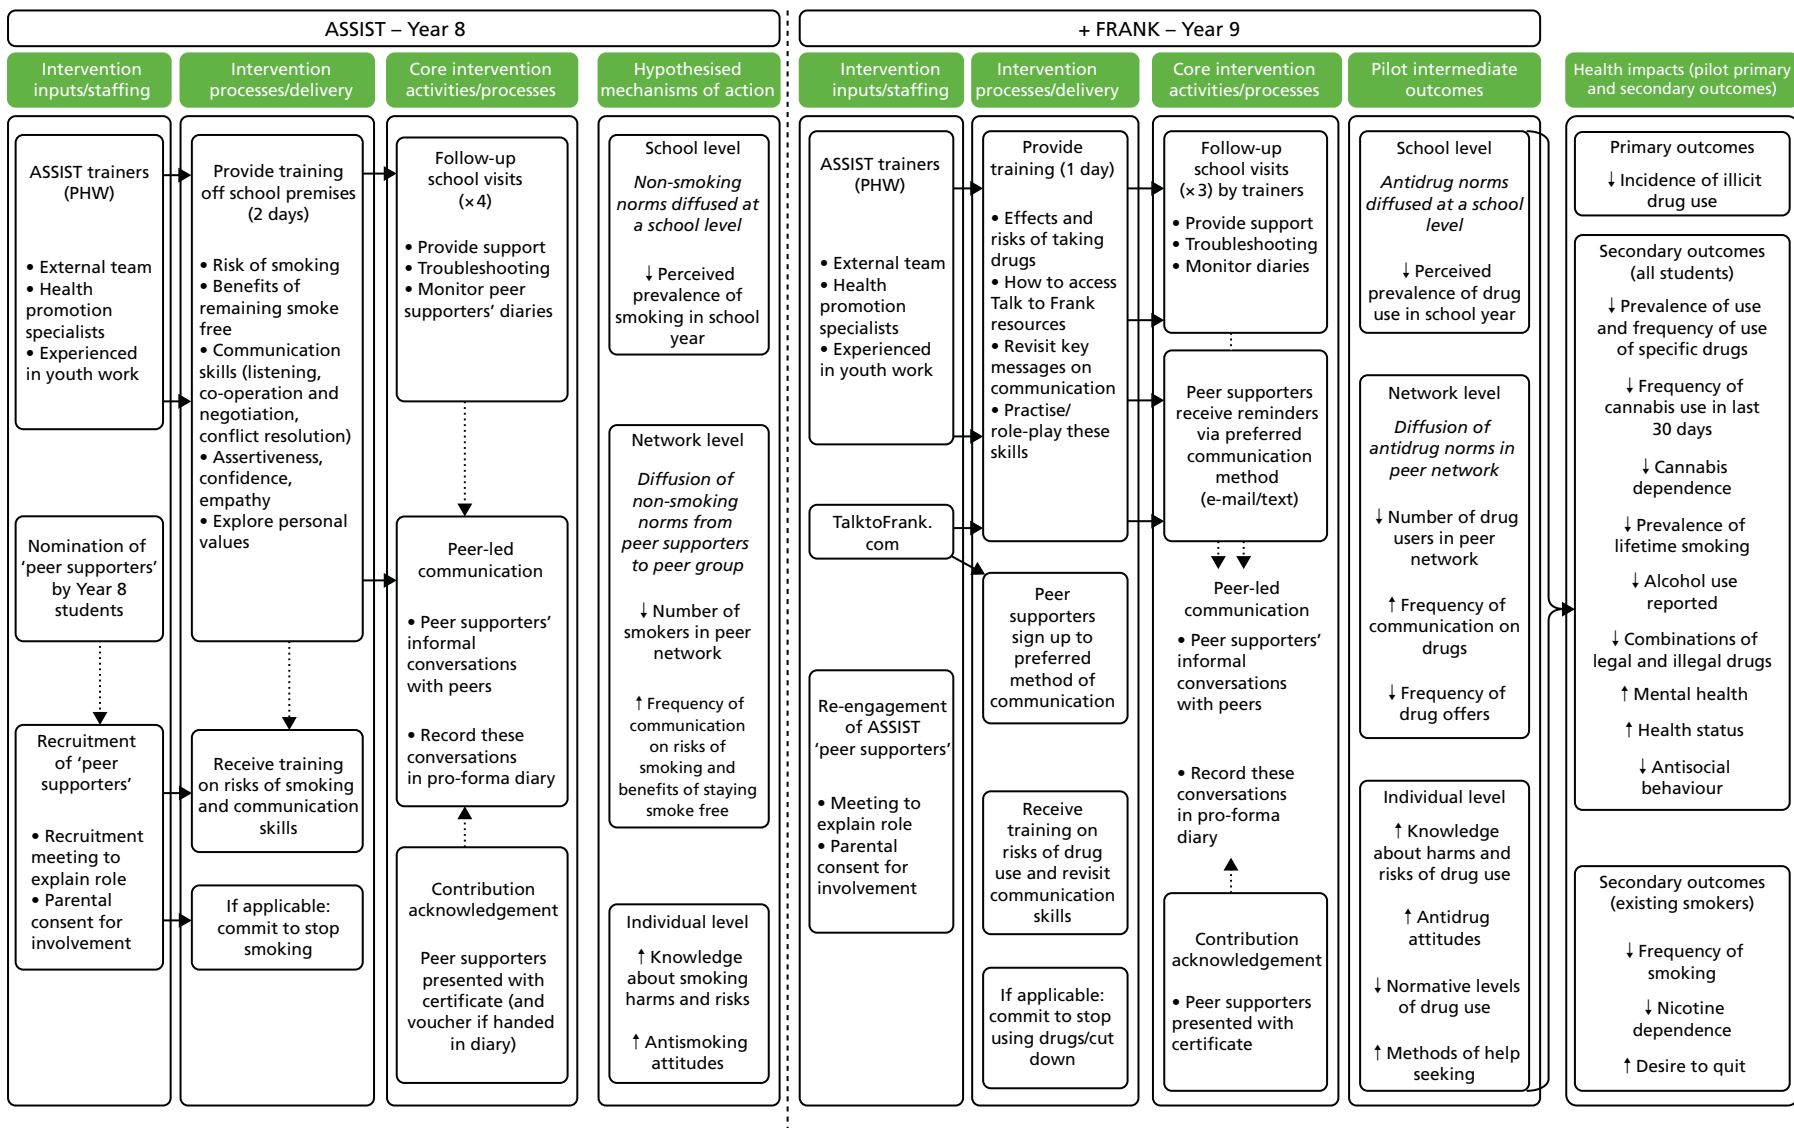 ASSIST – Year 8
Intervention
inputs/staffing
Intervention
processes/delivery
Core intervention
activities/processes
Hypothesised
mechanisms of action
ASSIST trainers
(PHW)
• External team
• Health
promotion
specialists
• Experienced
in youth work
Nomination of
‘peer supporters’
by Year 8
students
Recruitment
of ‘peer
supporters’
• Recruitment
meeting to
explain role
• Parental
consent for
involvement
Provide training
off school premises
(2 days)
• Risk of smoking
• Benefits of
remaining smoke
free
• Communication
skills (listening,
co-operation and
negotiation,
conflict resolution)
• Assertiveness,
confidence,
empathy
• Explore personal
values
Receive training
on risks of smoking
and communication
skills
If applicable:
commit to stop
smoking
Follow-up
school visits
(×4)
• Provide support
• Troubleshooting
• Monitor peer
supporters’ diaries
Peer-led
communication
• Peer supporters’
informal
conversations
with peers
• Record these
conversations
in pro-forma diary
Contribution
acknowledgement
Peer supporters
presented with
certificate (and
voucher if handed
in diary)
School level
Non-smoking
norms diffused at
a school level
↓ Perceived
prevalence of
smoking in school
year
Network level
Diffusion of
non-smoking
norms from
peer supporters
to peer group
↓ Number of
smokers in peer
network
↑ Frequency of
communication
on risks of
smoking and
benefits of staying
smoke free
Individual level
↑ Knowledge
about smoking
harms and risks
↑ Antismoking
attitudes
+ FRANK – Year 9
Intervention
inputs/staffing
Intervention
processes/delivery
Core intervention
activities/processes
Pilot intermediate
outcomes
Health impacts (pilot primary
and secondary outcomes)
ASSIST trainers
(PHW)
• External team
• Health
promotion
specialists
• Experienced
in youth work
TalktoFrank.
com
Re-engagement
of ASSIST
‘peer supporters’
• Meeting to
explain role
• Parental
consent for
involvement
Provide
training (1 day)
• Effects and
risks of taking
drugs
• How to access
Talk to Frank
resources
• Revisit key
messages on
communication
• Practise/
role-play these
skills
Peer
supporters
sign up to
preferred
method of
communication
Receive
training on
risks of drug
use and revisit
communication
skills
If applicable:
commit to stop
using drugs/cut
down
Follow-up
school visits
(×3) by trainers
• Provide support
• Troubleshooting
• Monitor diaries
Peer supporters
receive reminders
via preferred
communication
method
(e-mail/text)
Peer-led
communication
• Peer supporters’
informal
conversations
with peers
• Record these
conversations
in pro-forma
diary
Contribution
acknowledgement
• Peer supporters
presented with
certificate
School level
Antidrug norms
diffused at a school
level
↓ Perceived
prevalence of drug
use in school year
Network level
Diffusion of
antidrug norms in
peer network
↓ Number of drug
users in peer
network
↑ Frequency of
communication on
drugs
↓ Frequency of
drug offers
Individual level
↑ Knowledge
about harms and
risks of drug use
↑ Antidrug
attitudes
↓ Normative levels
of drug use
↑ Methods of help
seeking
Primary outcomes
↓ Incidence of illicit
drug use
Secondary outcomes
(all students)
↓ Prevalence of use
and frequency of use
of specific drugs
↓ Frequency of
cannabis use in last
30 days
↓ Cannabis
dependence
↓ Prevalence of
lifetime smoking
↓ Alcohol use
reported
↓ Combinations of
legal and illegal drugs
↑ Mental health
↑ Health status
↓ Antisocial
behaviour
Secondary outcomes
(existing smokers)
↓ Frequency of
smoking
↓ Nicotine
dependence
↑ Desire to quit